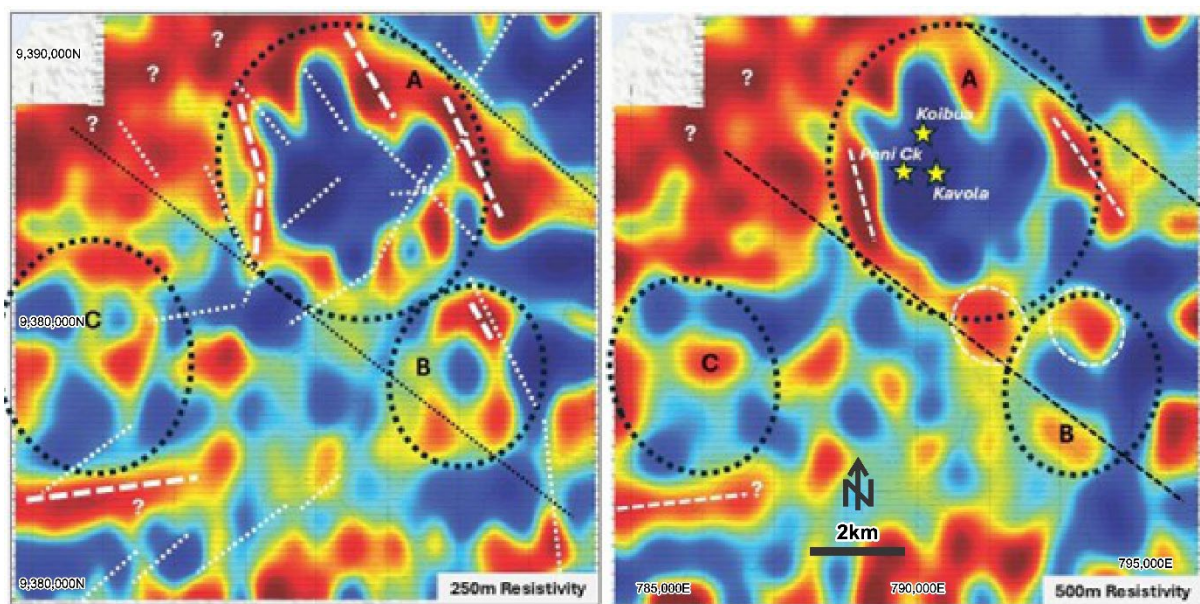 9,390,000N
?
?
?
A
9,380,000N
C
B
?
9,380,000N
250m Resistivity
?
?
A
Koibua
Peni Ck
Kavola
C
B
?
N
2km
785,000E
790,000E
795,000E
500m Resistivity